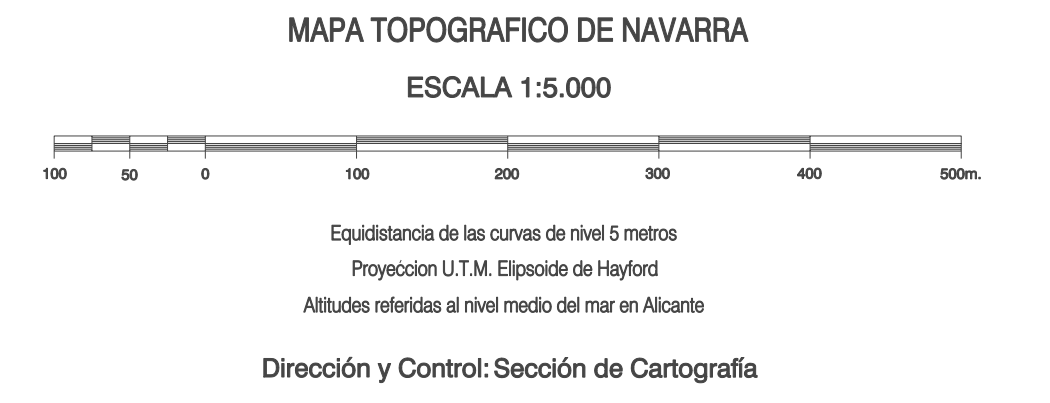 MAPA TOPOGRAFICO DE NAVARRA
ESCALA 1:5.000
100 50 0 100 200 300 400 500m.
Equidistancia de las curvas de nivel 5 metros
Proyeċcion U.T.M. Elipsoide de Hayford
Altitudes referidas al nivel medio del mar en Alicante
Dirección y Control: Sección de Cartografía